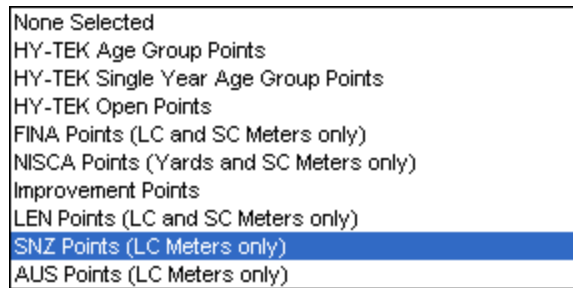 None Selected
HY-TEK Age Group Points
HY-TEK Single Year Age Group Points
HY-TEK Open Points
FINA Points (LC and SC Meters only)
NISCA Points (Yards and SC Meters only)
Improvement Points
LEN Points (LC and SC Meters only)
SNZ Points (LC Meters only)
AUS Points (LC Meters only)